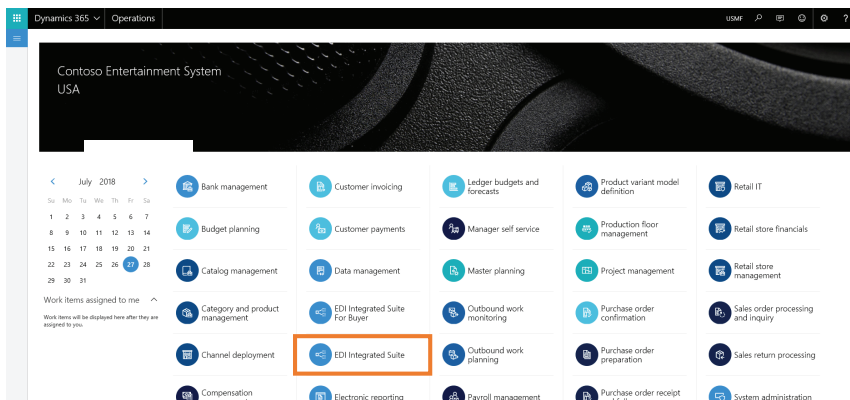 Dynamics 365
Operations
USMF
?
Contoso Entertainment System
USA
July 2018
Su Mo Tu We Th Fr Sa
1 2 3 4 5 6 7
8 9 10 11 12 13 14
15 16 17 18 19 20 21
22 23 24 25 26 27 28
29 30 31
Work items assigned to me
Work items will be displayed here after they are
assigned to you.
Bank management
Budget planning
Catalog management
Category and product
management
Channel deployment
Compensation
Customer invoicing
Customer payments
Data management
EDI Integrated Suite
For Buyer
EDI Integrated Suite
Electronic reporting
Ledger budgets and
forecasts
Manager self service
Master planning
Outbound work
monitoring
Outbound work
planning
Payroll management
Product variant model
definition
Production floor
management
Project management
Purchase order
confirmation
Purchase order
preparation
Purchase order receipt
Retail IT
Retail store financials
Retail store
management
Sales order processing
and inquiry
Sales return processing
System administration